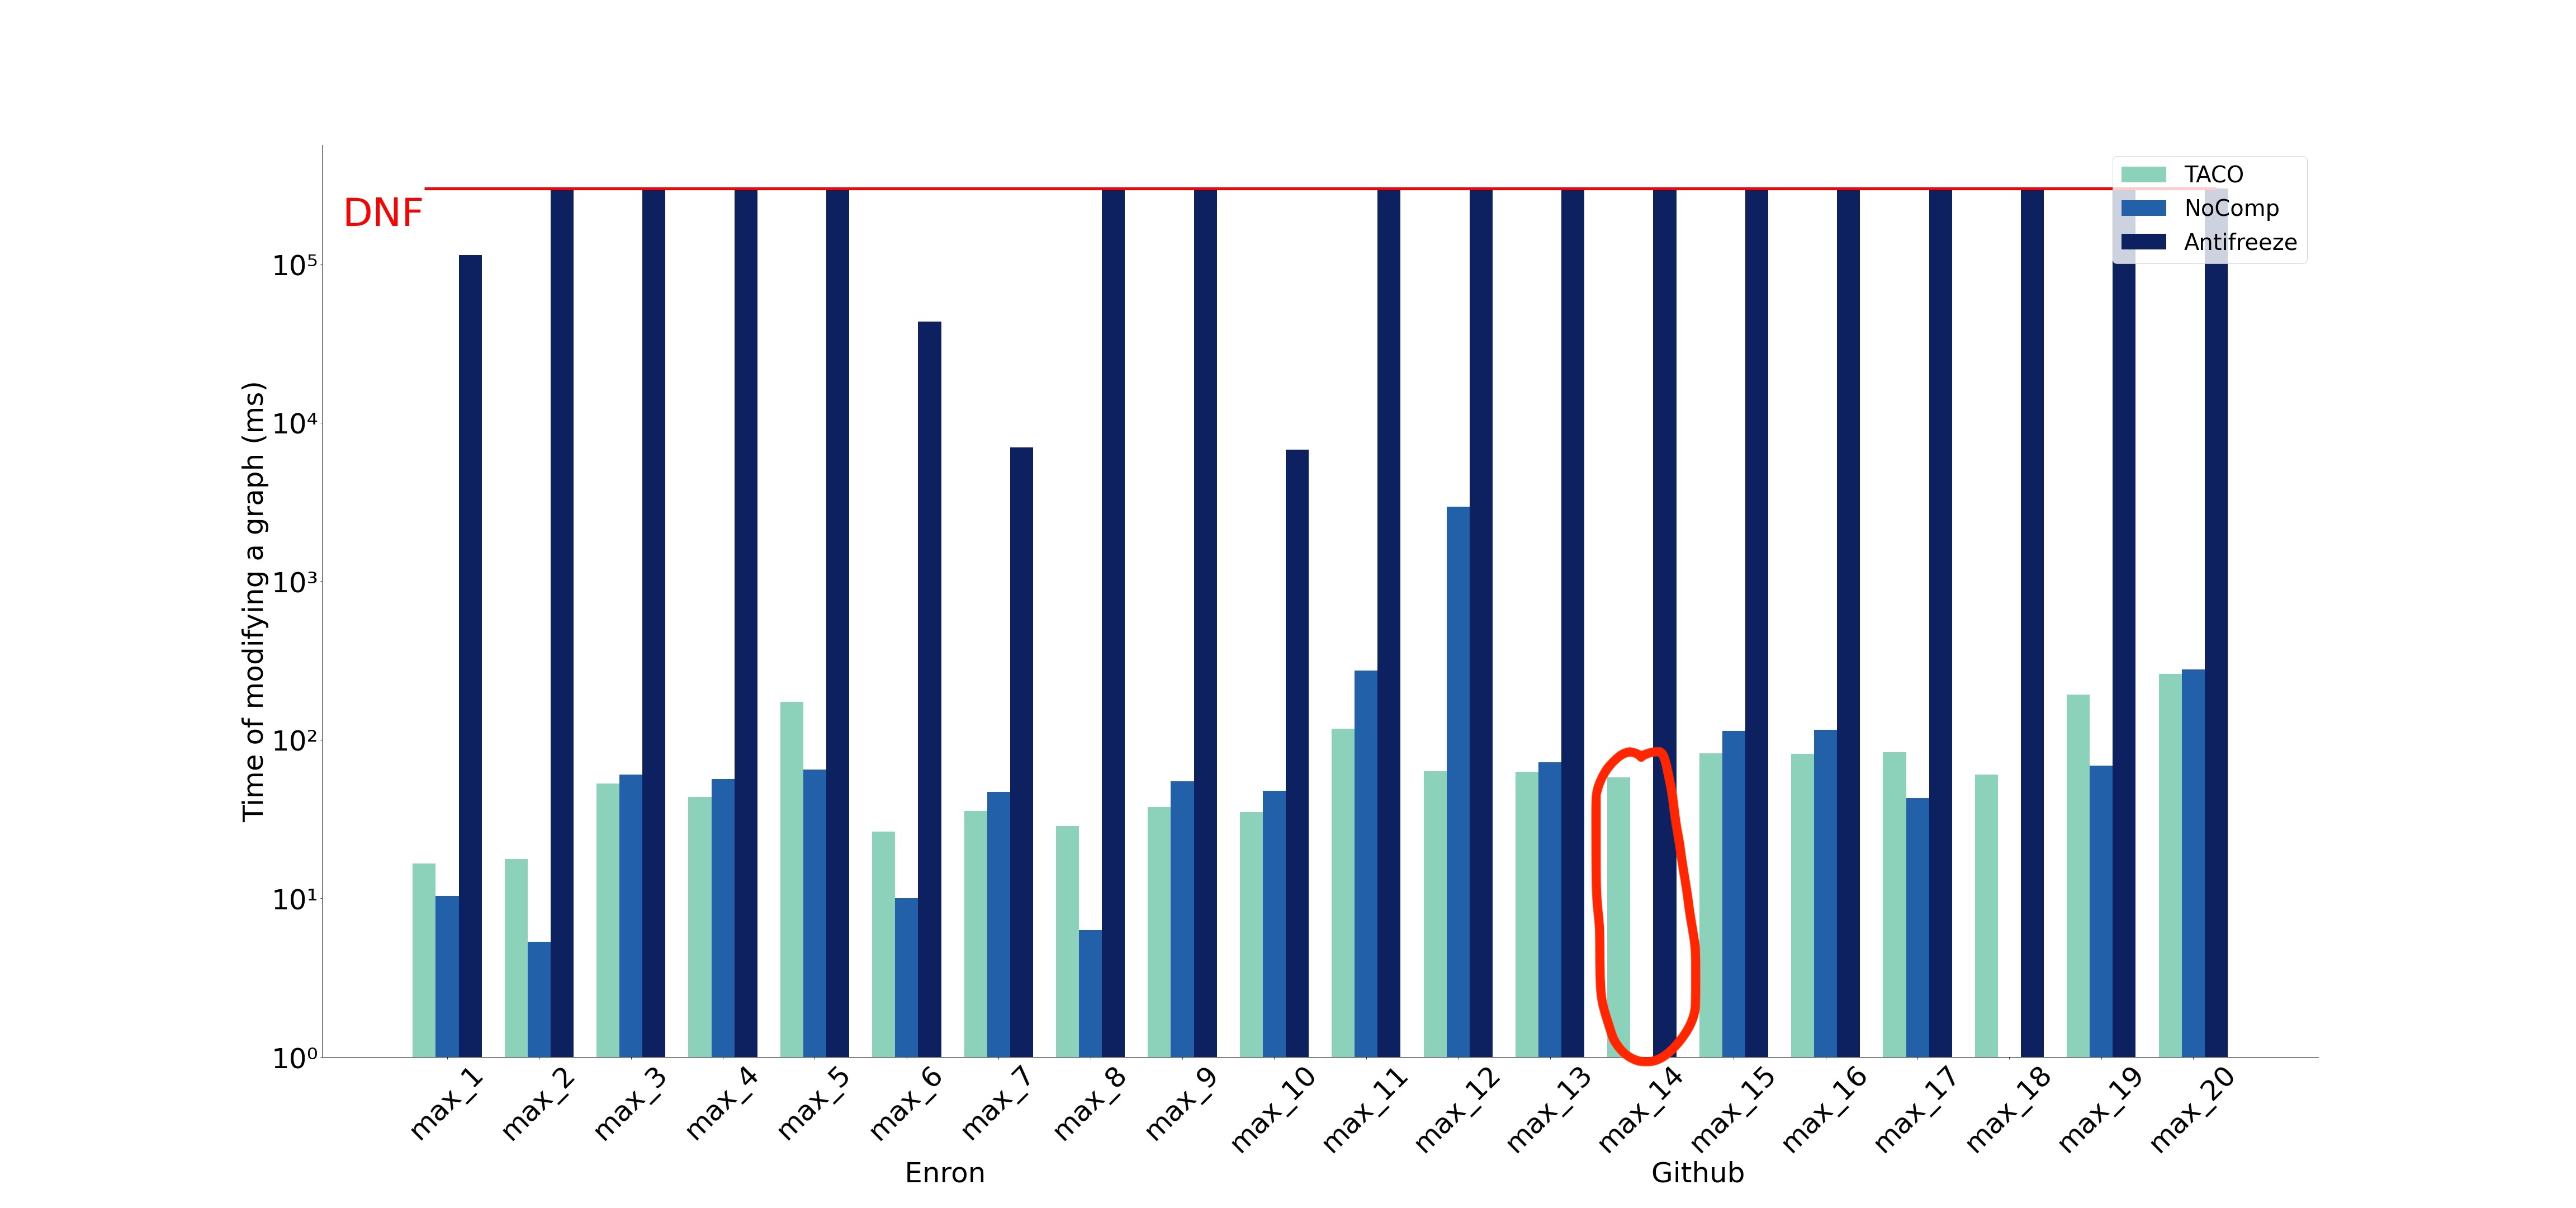 DNF
TACO
NoComp
Antifreeze
Time of modifying a graph (ms)
10⁵
10⁴
10³
10²
10¹
10⁰
max_1
max_2
max_3
max_4
max_5
max_6
max_7
max_8
max_9
max_10
max_11
max_12
max_13
max_14
max_15
max_16
max_17
max_18
max_19
max_20
Enron
Github